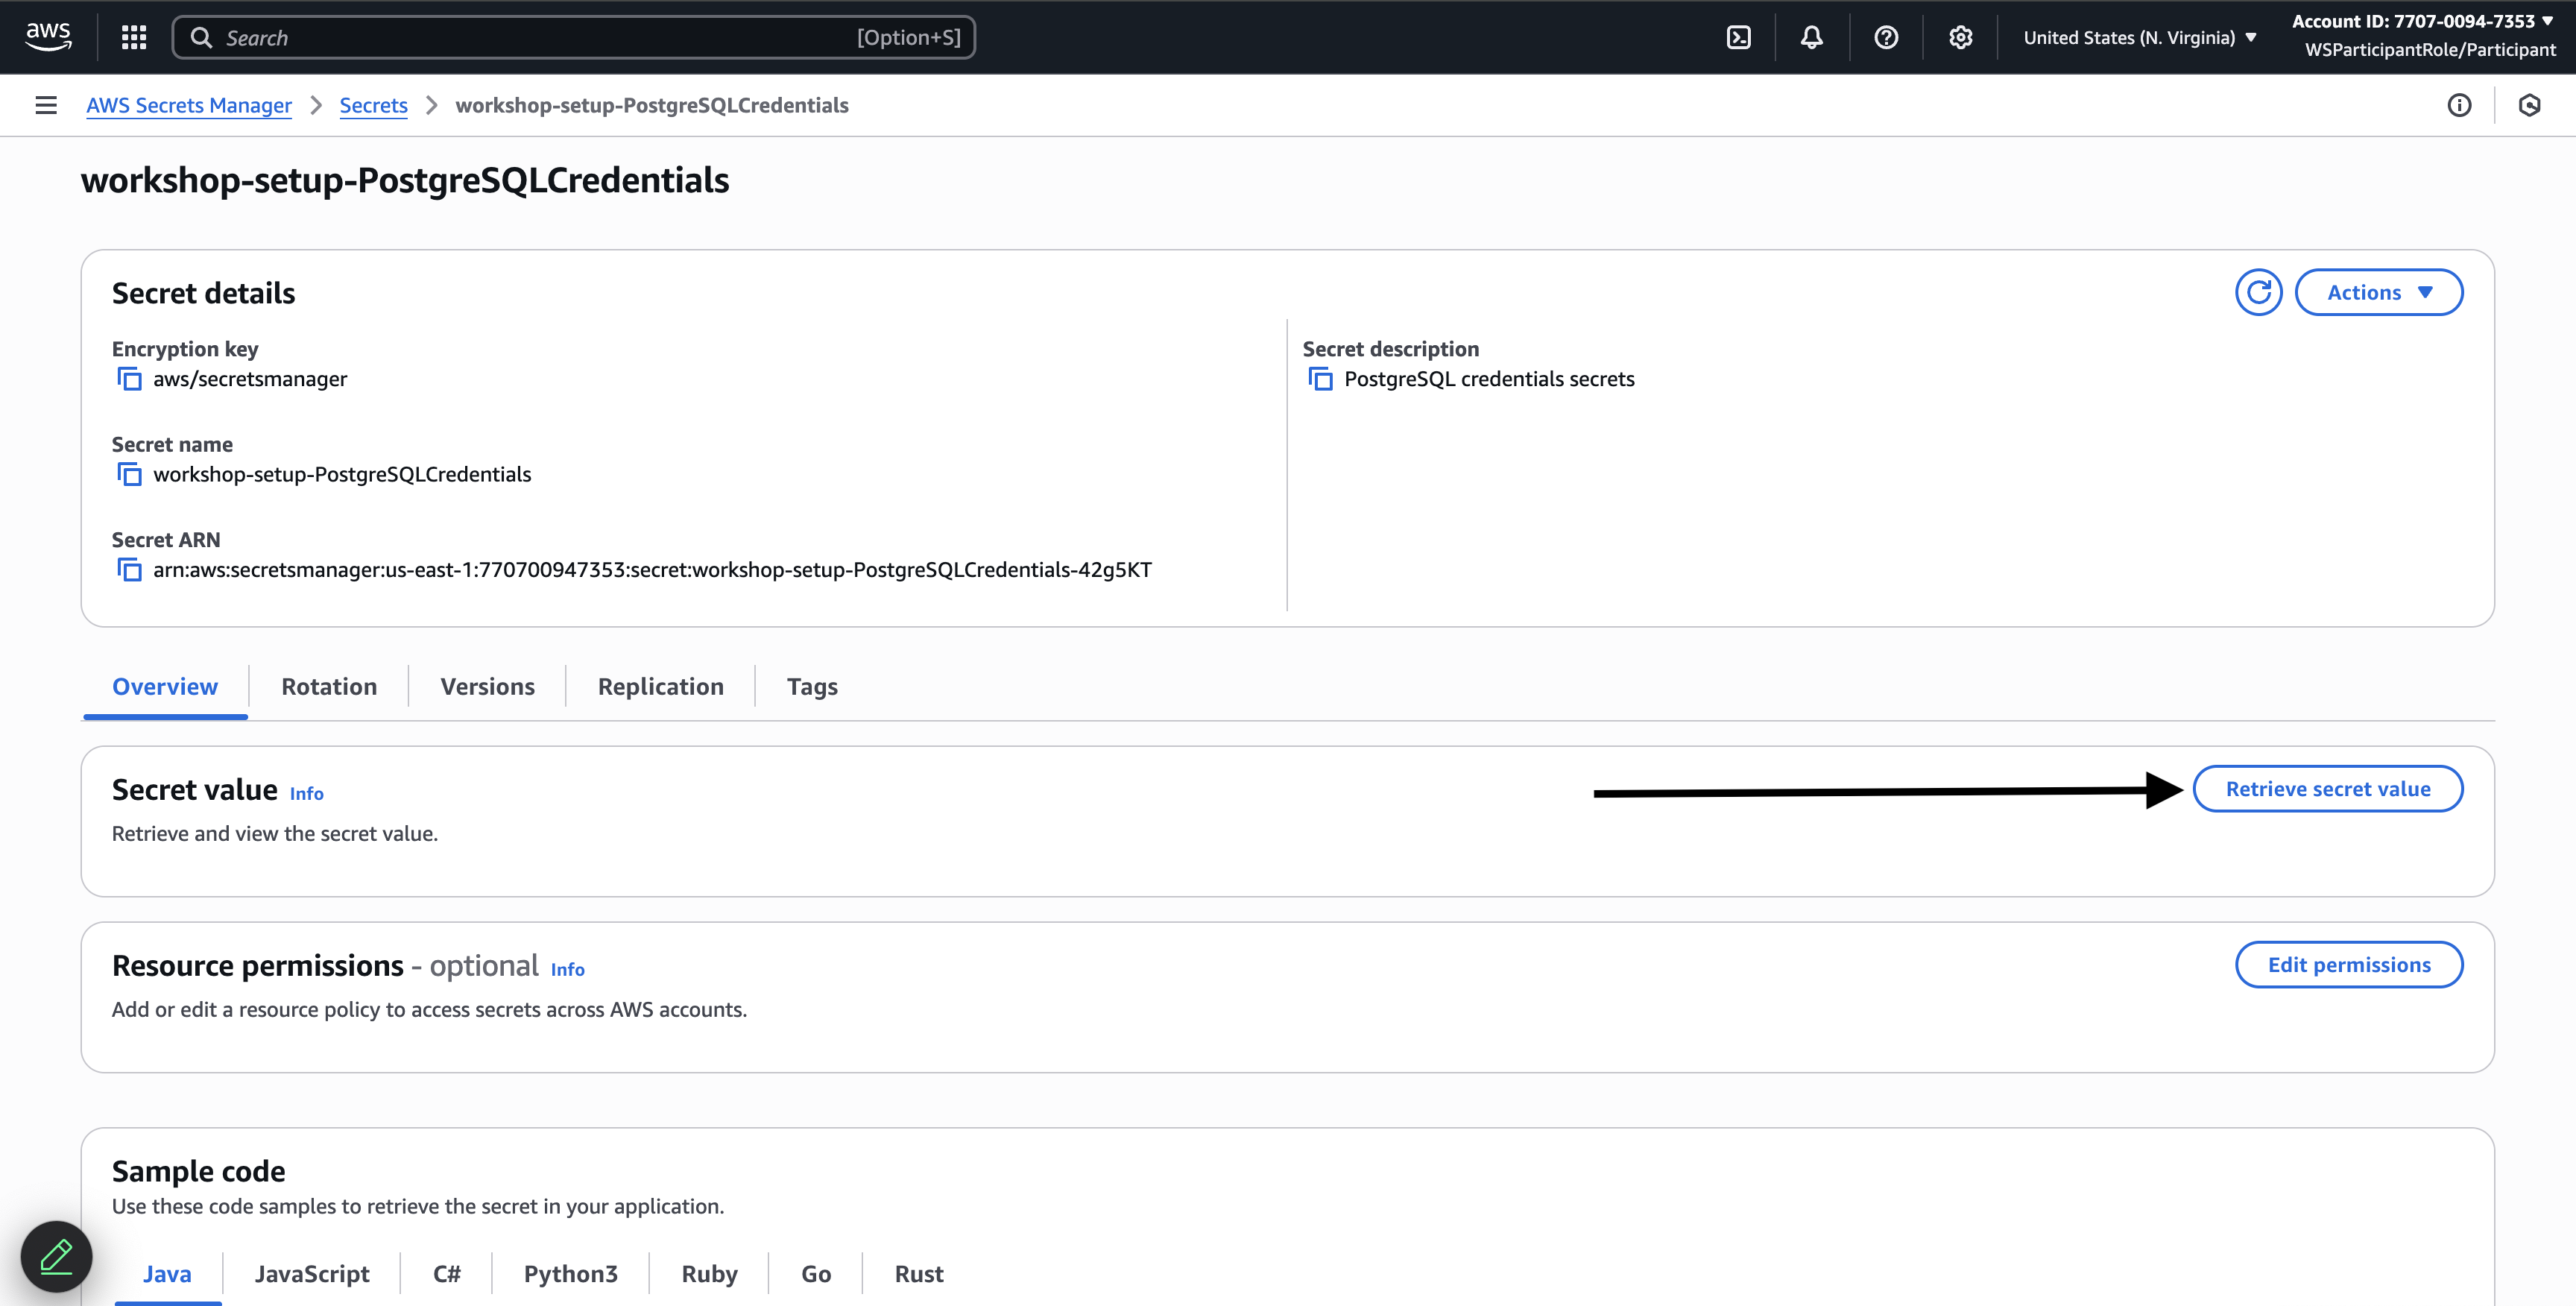 aws
Search
[Option+S]
United States (N. Virginia)
Account ID: 7707-0094-7353
WSParticipantRole/Participant
AWS Secrets Manager
Secrets
workshop-setup-PostgreSQLCredentials
workshop-setup-PostgreSQLCredentials
Secret details
Actions
Encryption key
aws/secretsmanager
Secret description
PostgreSQL credentials secrets
Secret name
workshop-setup-PostgreSQLCredentials
Secret ARN
arn:aws:secretsmanager:us-east-1:770700947353:secret:workshop-setup-PostgreSQLCredentials-42g5KT
Overview
Rotation
Versions
Replication
Tags
Secret value Info
Retrieve secret value
Retrieve and view the secret value.
Resource permissions - optional Info
Edit permissions
Add or edit a resource policy to access secrets across AWS accounts.
Sample code
Use these code samples to retrieve the secret in your application.
Java
JavaScript
C#
Python3
Ruby
Go
Rust